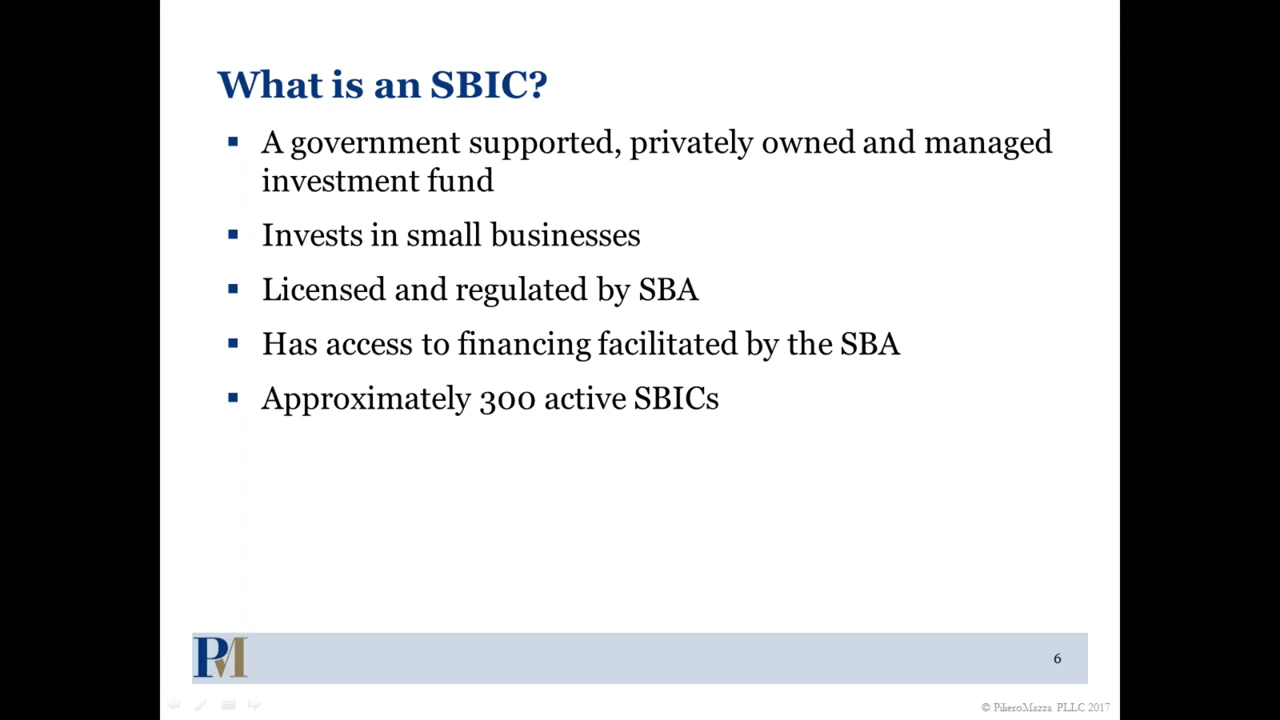 What is an SBIC?
A government supported, privately owned and managed
investment fund
Invests in small businesses
Licensed and regulated by SBA
Has access to financing facilitated by the SBA
Approximately 300 active SBICs
PM
6
© PilieroMazza PLLC 2017